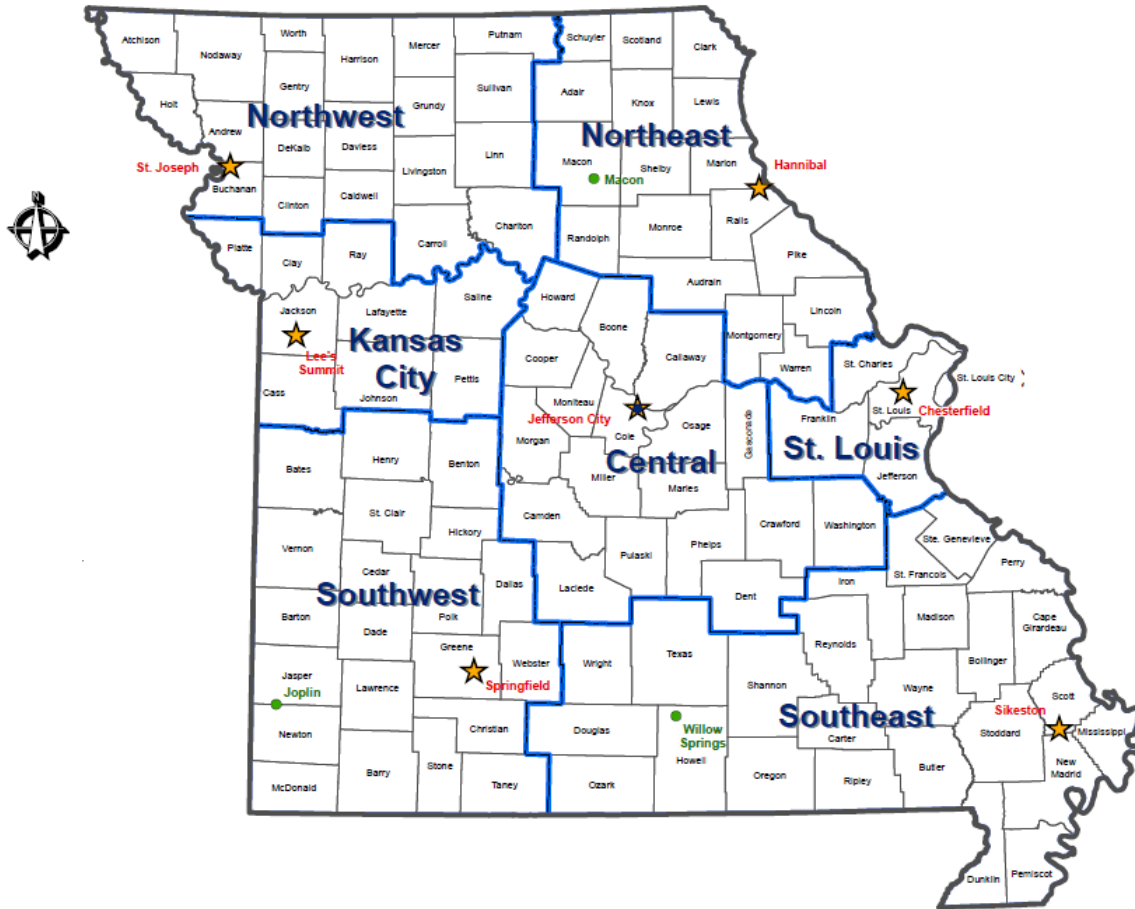 Atchison
Nodaway
Worth
Harrison
Mercer
Putnam
Schuyler
Scotland
Clark
Holt
Gentry
Grundy
Sullivan
Adair
Knox
Lewis
Andrew
Northwest
Northeast
DeKalb
Daviess
Livingston
Linn
Macon
Shelby
Marion
Hannibal
St. Joseph
Macon
Buchanan
Clinton
Caldwell
Carroll
Chariton
Randolph
Monroe
Ralls
Pike
Platte
Clay
Ray
Audrain
Jackson
Lafayette
Saline
Howard
Boone
Callaway
Montgomery
Lincoln
Warren
Kansas
City
Lee's
Summit
Cass
Johnson
Pettis
Cooper
Moniteau
St. Charles
St. Louis City
St. Louis
Chesterfield
Jefferson City
Cole
Osage
Gasconade
Franklin
St. Louis
Jefferson
Morgan
Central
Miller
Maries
Bates
Henry
Benton
St. Clair
Hickory
Camden
Pulaski
Phelps
Crawford
Washington
Ste. Genevieve
Perry
St. Francois
Vernon
Cedar
Dallas
Laclede
Dent
Iron
Southwest
Barton
Dade
Polk
Greene
Webster
Wright
Texas
Reynolds
Madison
Cape
Girardeau
Bollinger
Jasper
Joplin
Lawrence
Springfield
Shannon
Wayne
Scott
Southeast
Sikeston
Mississippi
Newton
Christian
Douglas
Willow
Springs
Howell
Carter
Stoddard
New
Madrid
McDonald
Barry
Stone
Taney
Ozark
Oregon
Ripley
Butler
Dunklin
Pemiscot